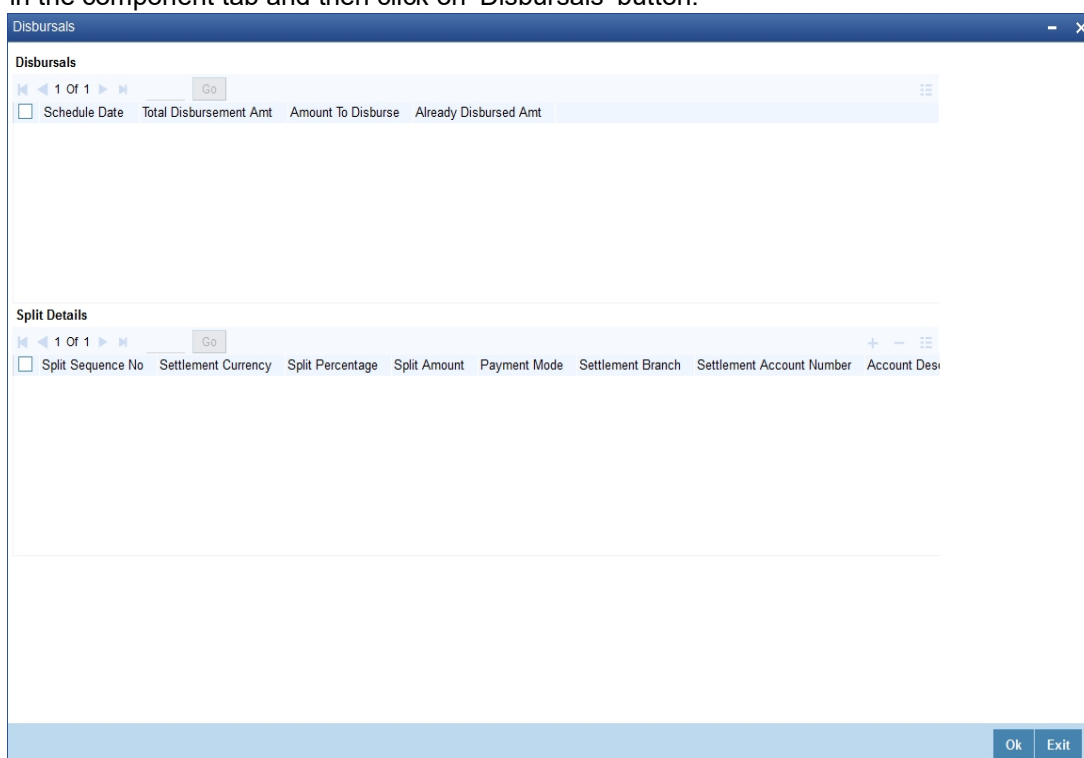 in the component tab and then click on 'Disbursals' button.
Disbursals
Disbursals
1 Of 1 Go
Schedule Date Total Disbursement Amt Amount To Disburse Already Disbursed Amt
Split Details
1 Of 1 Go
Split Sequence No Settlement Currency Split Percentage Split Amount Payment Mode Settlement Branch Settlement Account Number Account Desc
Ok Exit